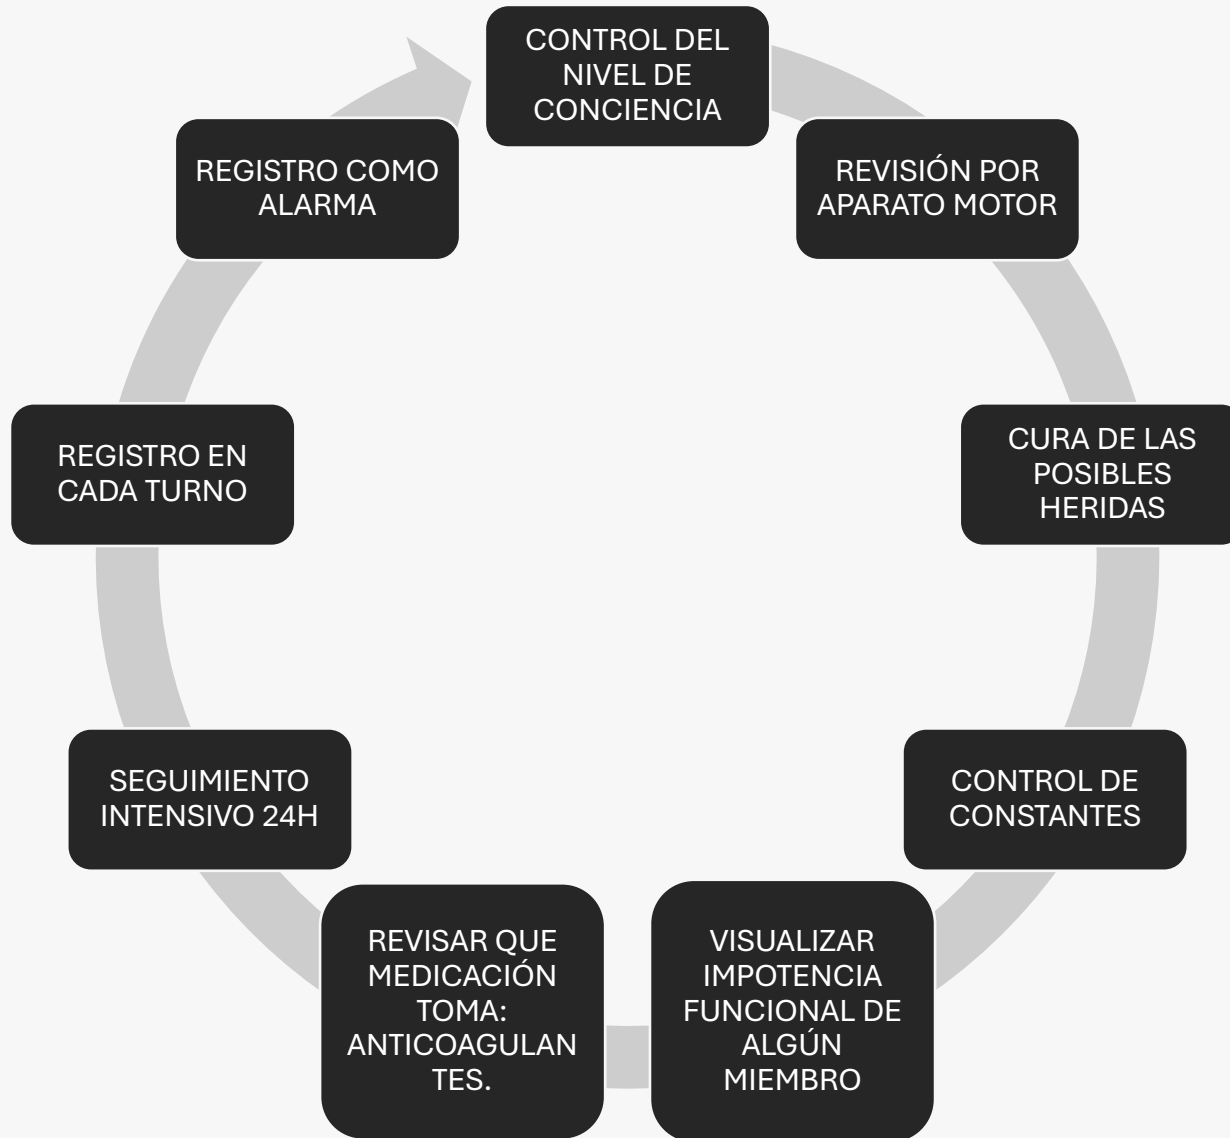 CONTROL DEL
NIVEL DE
CONCIENCIA
REVISIÓN POR
APARATO MOTOR
CURA DE LAS
POSIBLES
HERIDAS
CONTROL DE
CONSTANTES
VISUALIZAR
IMPOTENCIA
FUNCIONAL DE
ALGÚN
MIEMBRO
REVISAR QUE
MEDICACIÓN
TOMA:
ANTICOAGULAN
TES.
SEGUIMIENTO
INTENSIVO 24H
REGISTRO EN
CADA TURNO
REGISTRO COMO
ALARMA